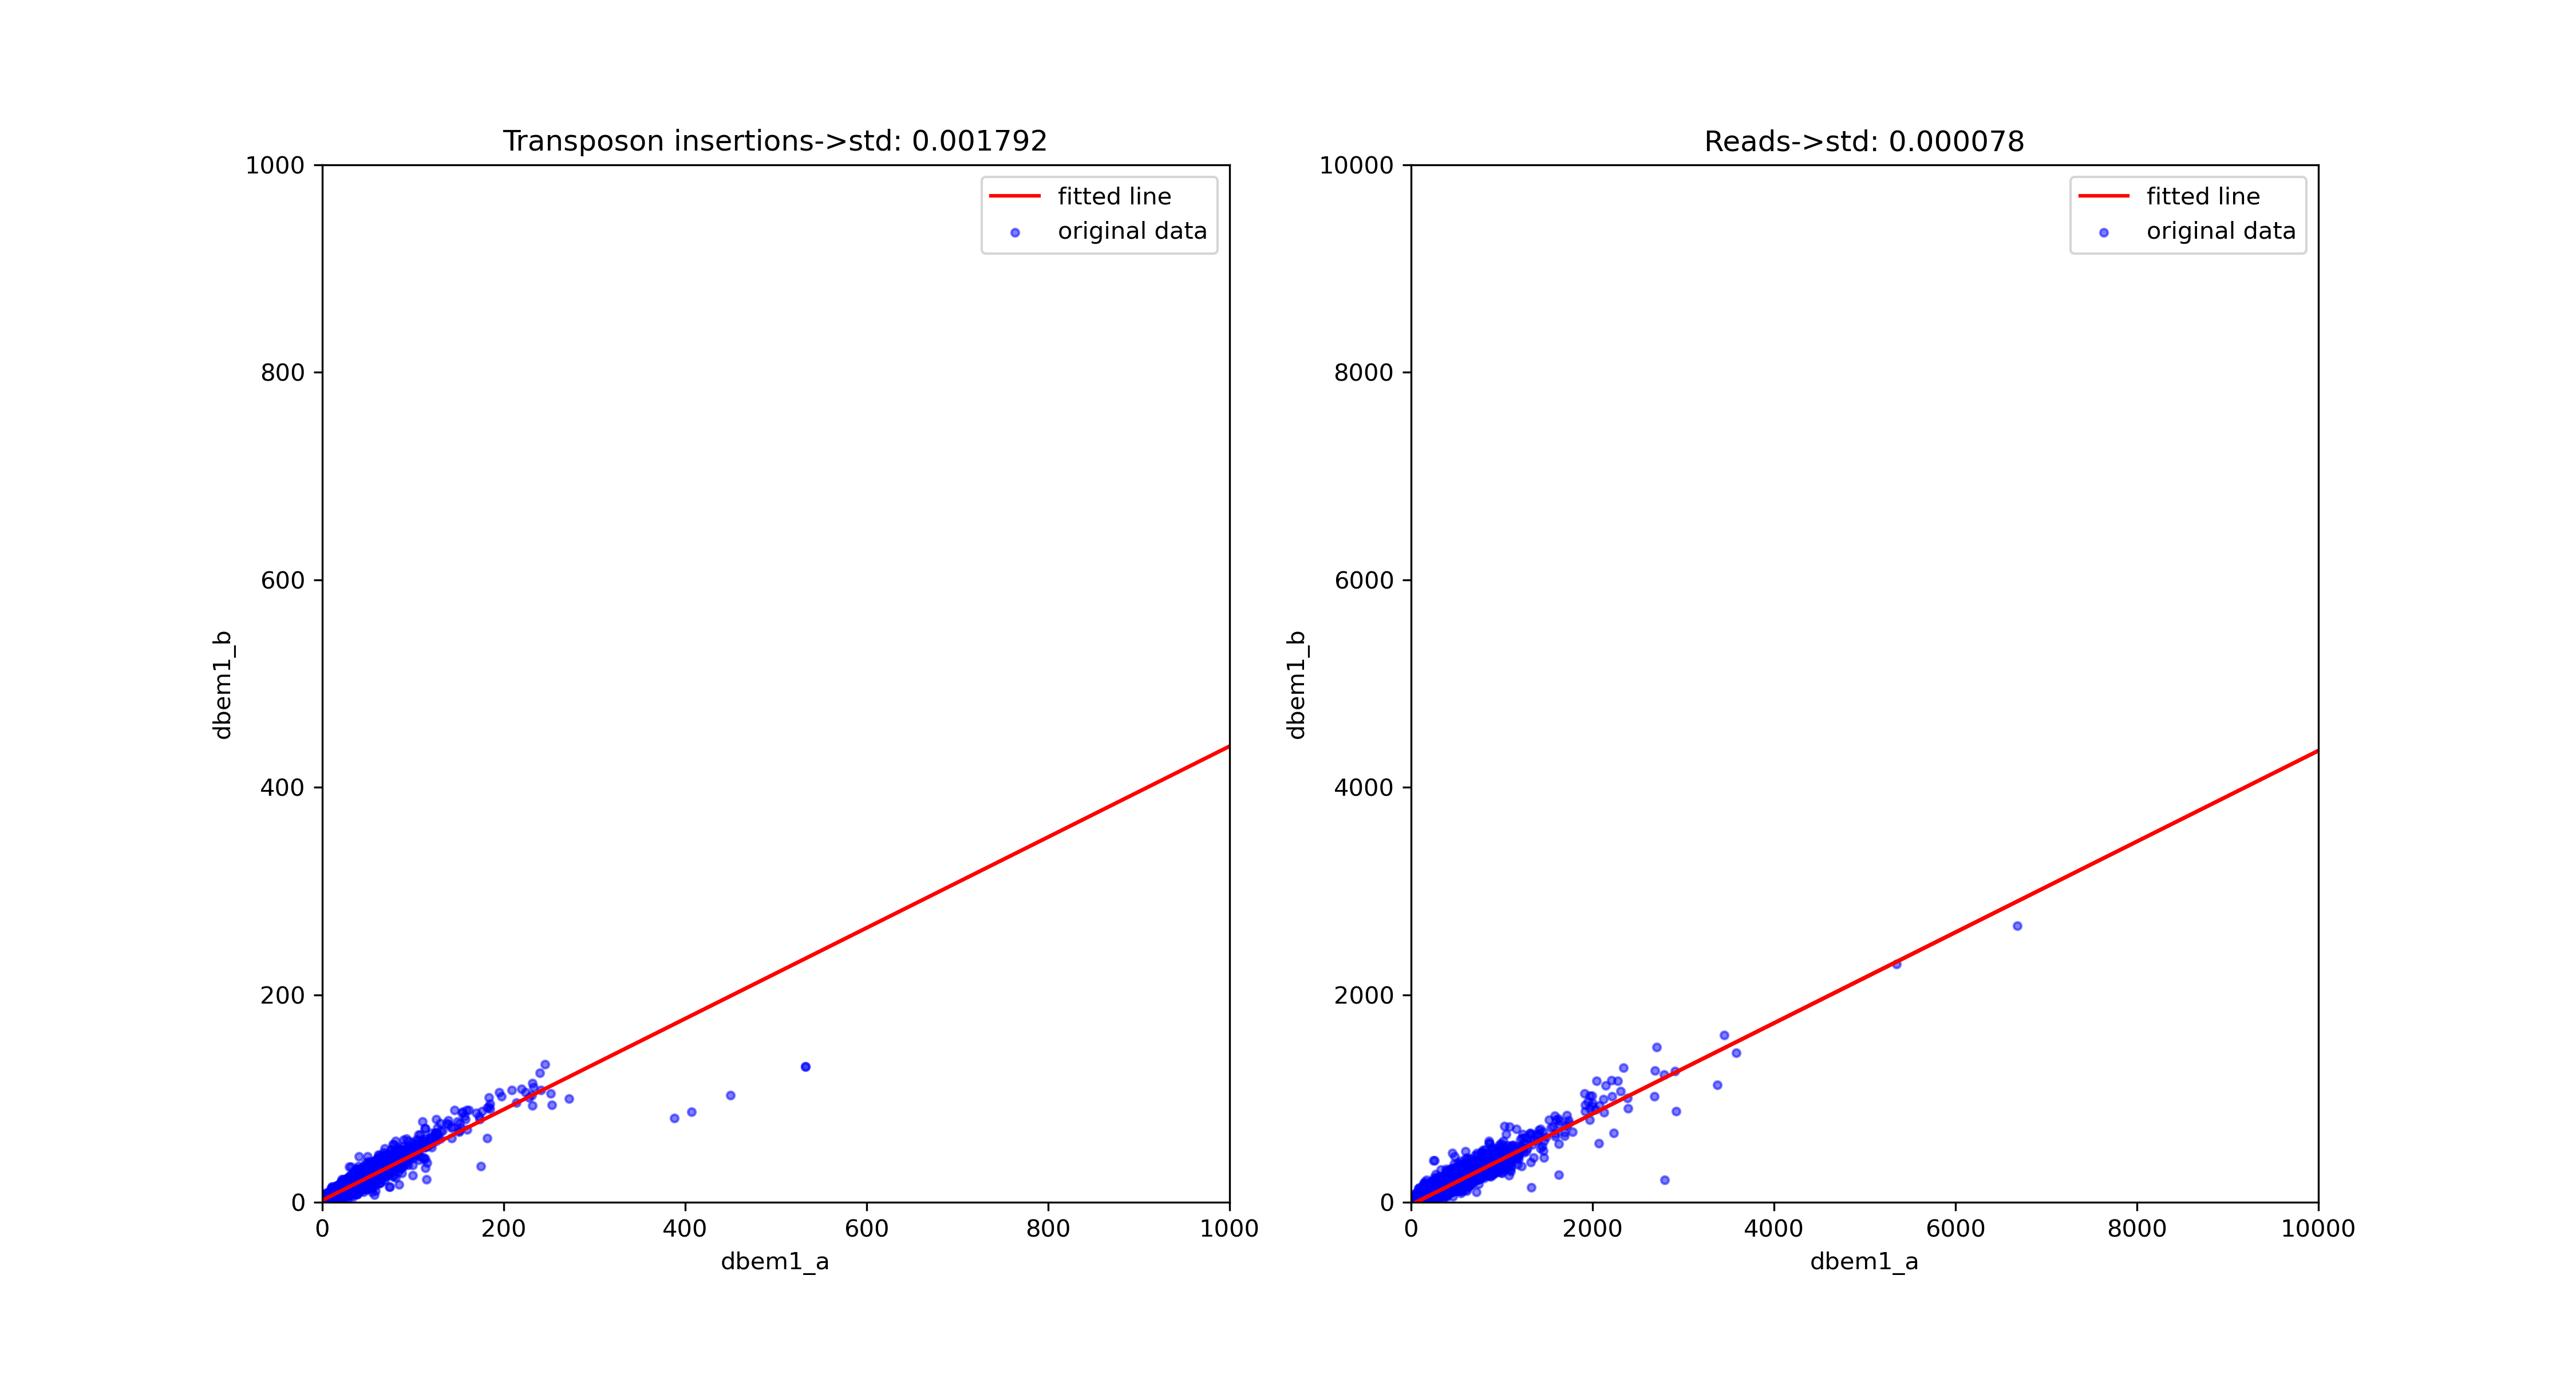 Transposon insertions->std: 0.001792
1000
800
600
400
200
0
dbem1_b
fitted line
original data
0 200 400 600 800 1000
dbem1_a
Reads->std: 0.000078
10000
8000
6000
4000
2000
0
dbem1_b
fitted line
original data
0 2000 4000 6000 8000 10000
dbem1_a